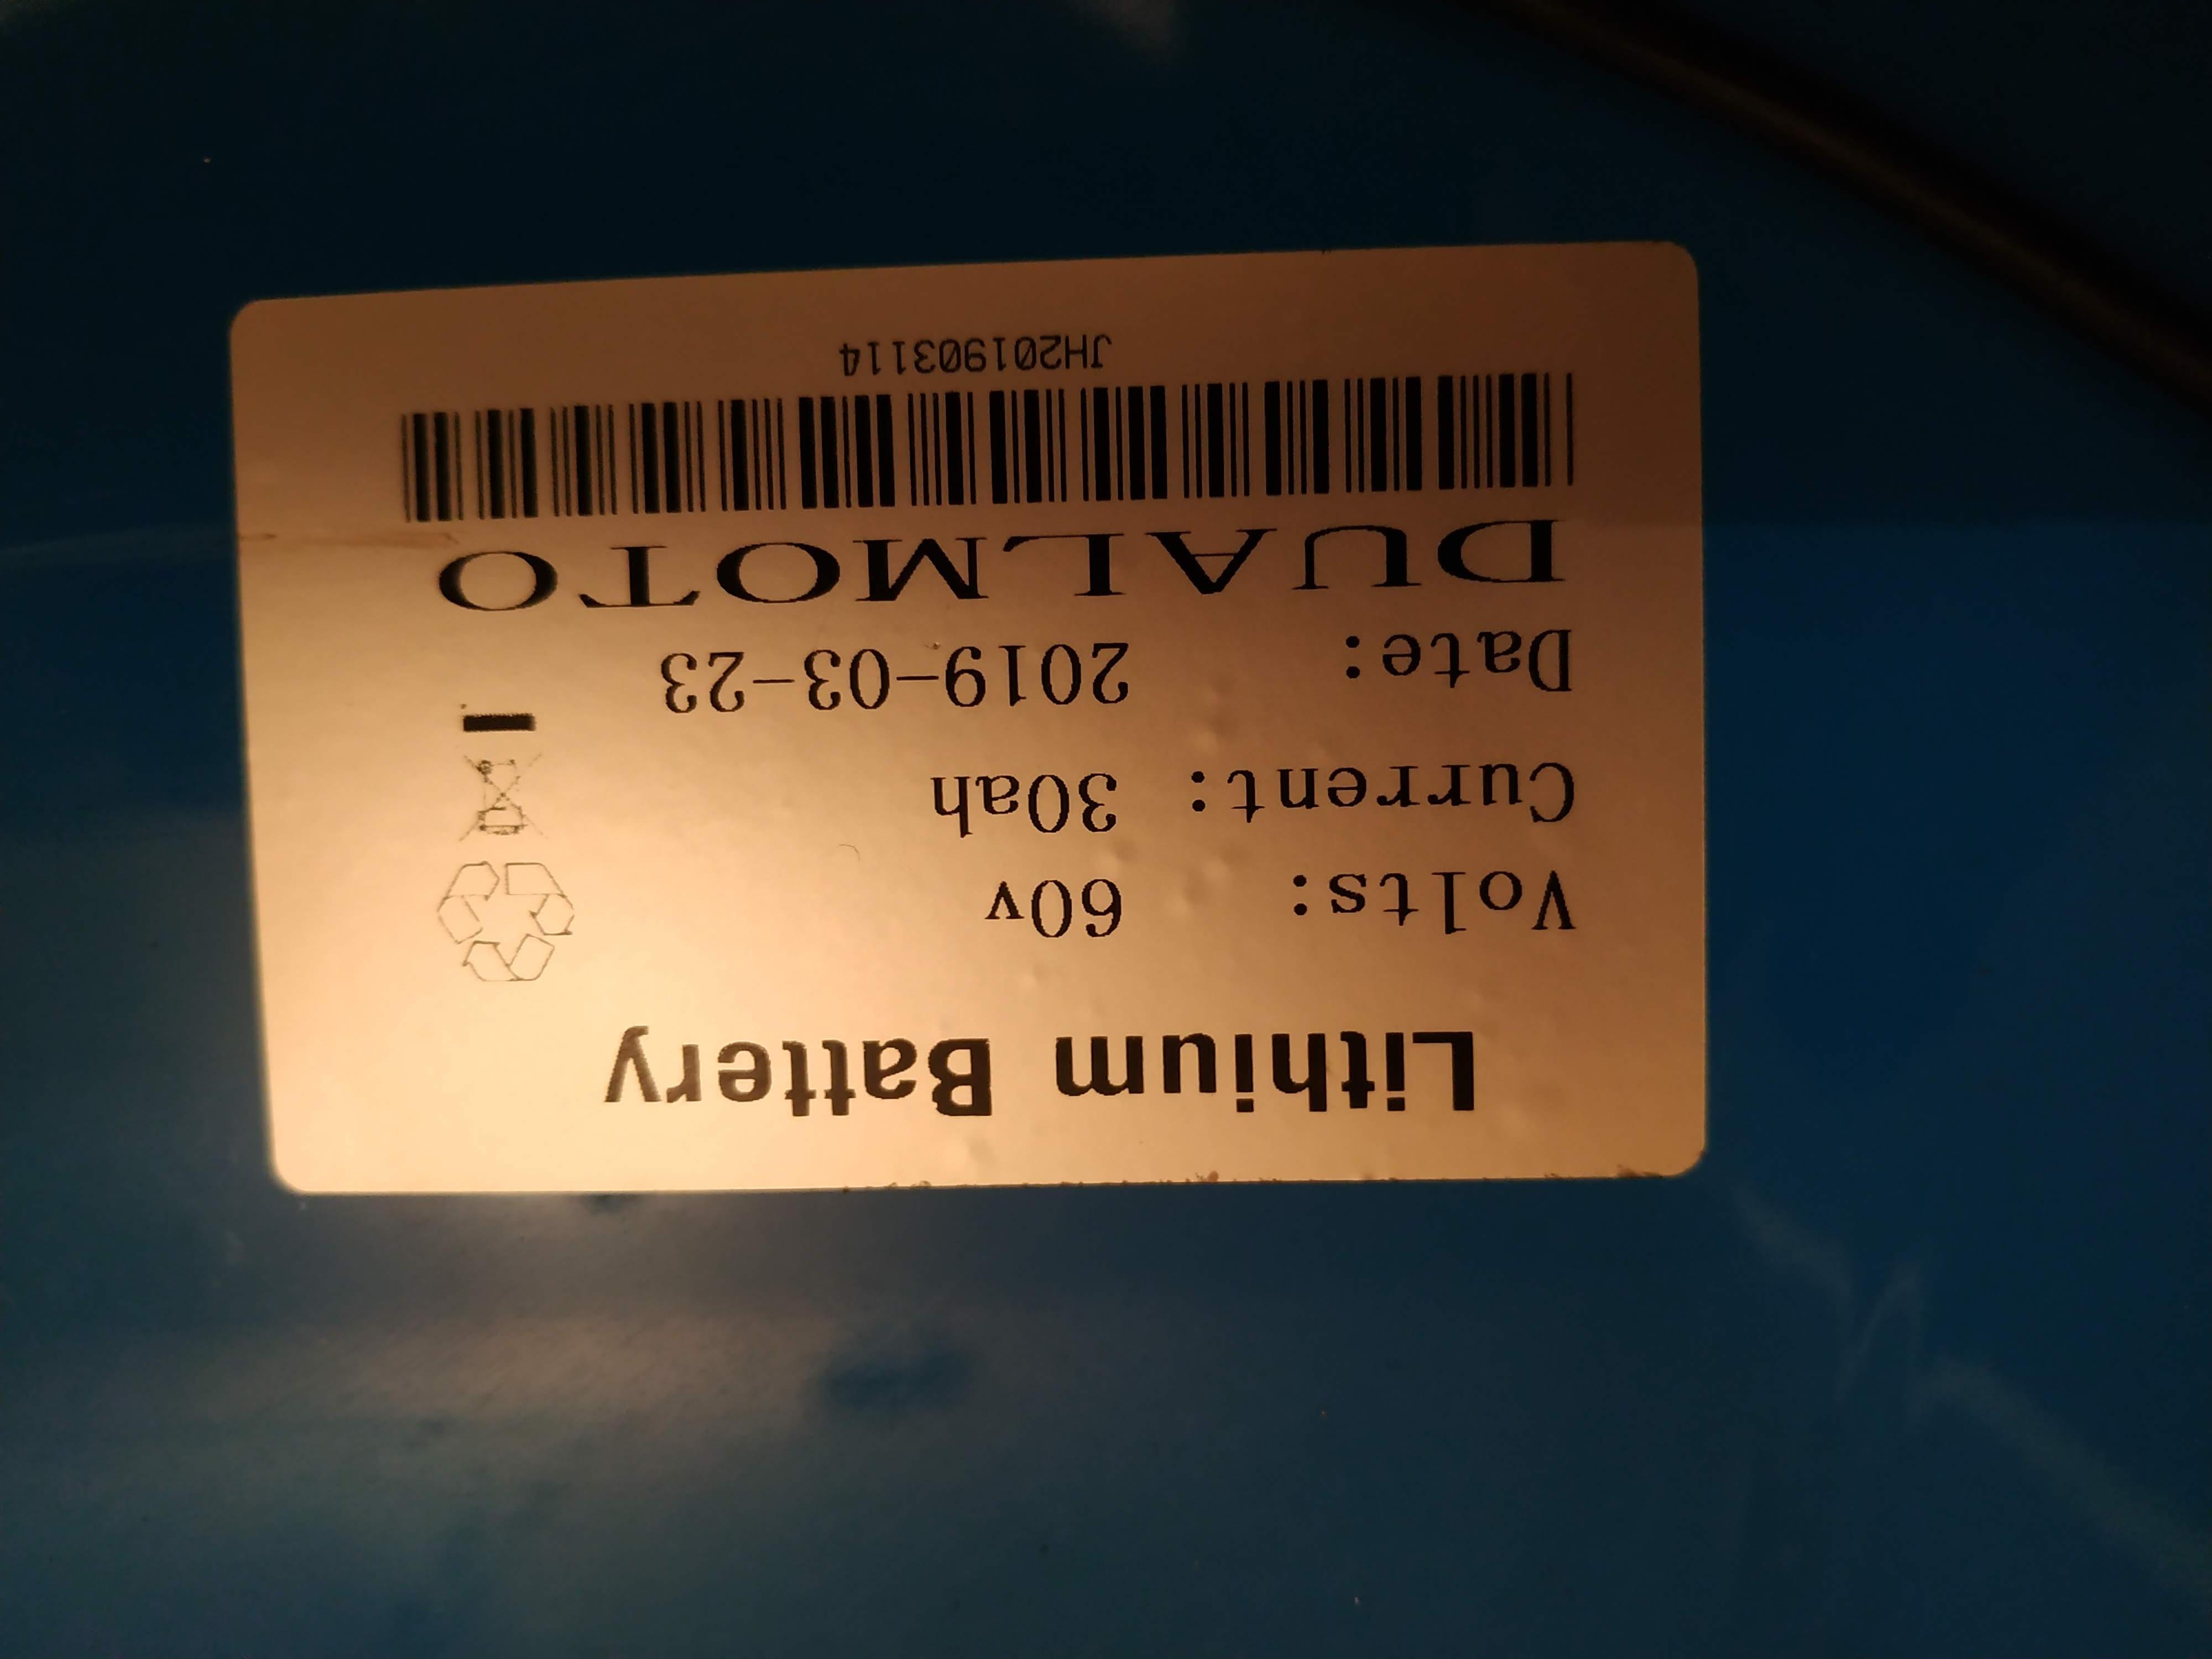 Lithium Battery
Volts: 60v
Current: 30ah
Date: 2019-03-23
DUALMOTO
JH201903114